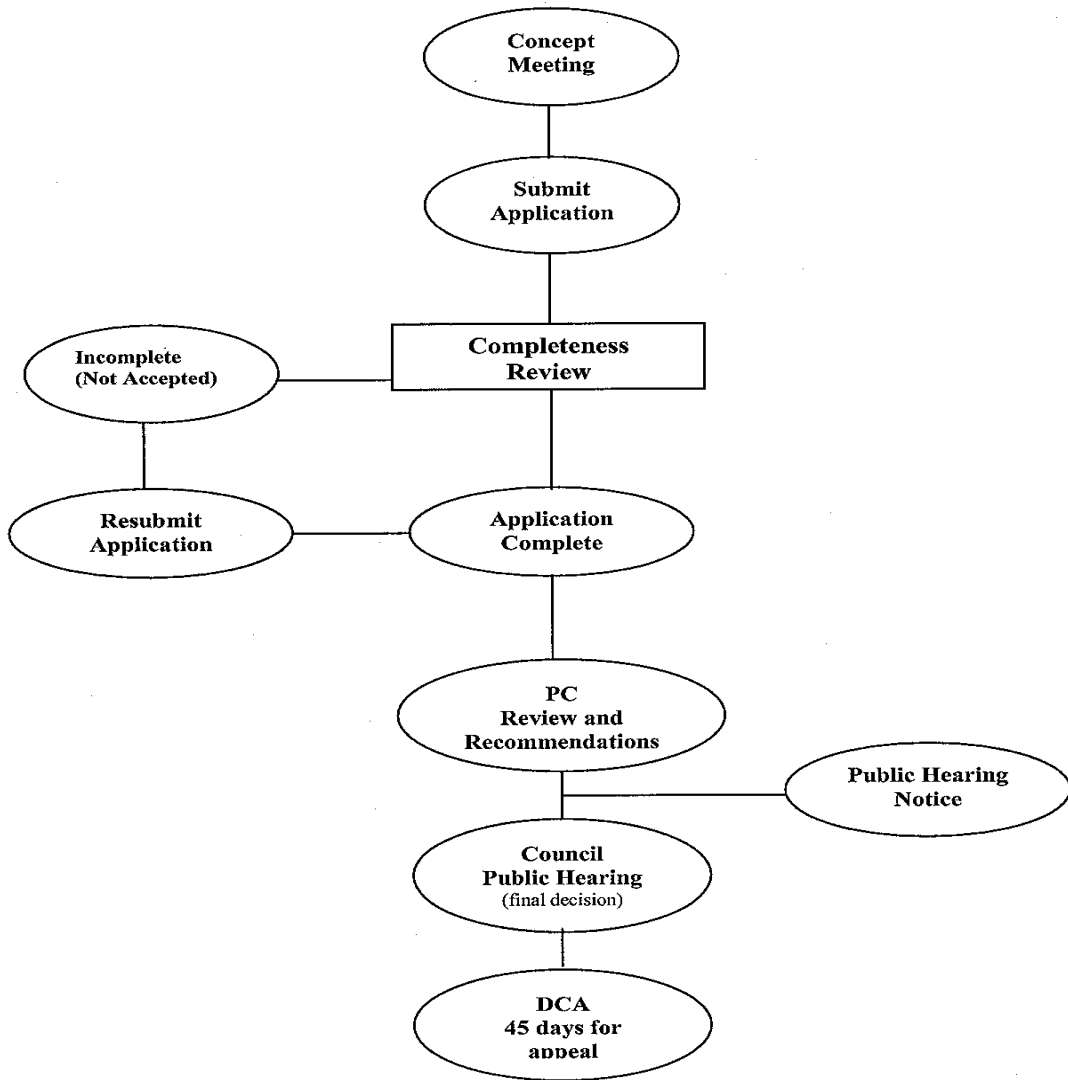 Concept
Meeting
Submit
Application
Completeness
Review
Incomplete
(Not Accepted)
Resubmit
Application
Application
Complete
PC
Review and
Recommendations
Public Hearing
Notice
Council
Public Hearing
(final decision)
DCA
45 days for
appeal